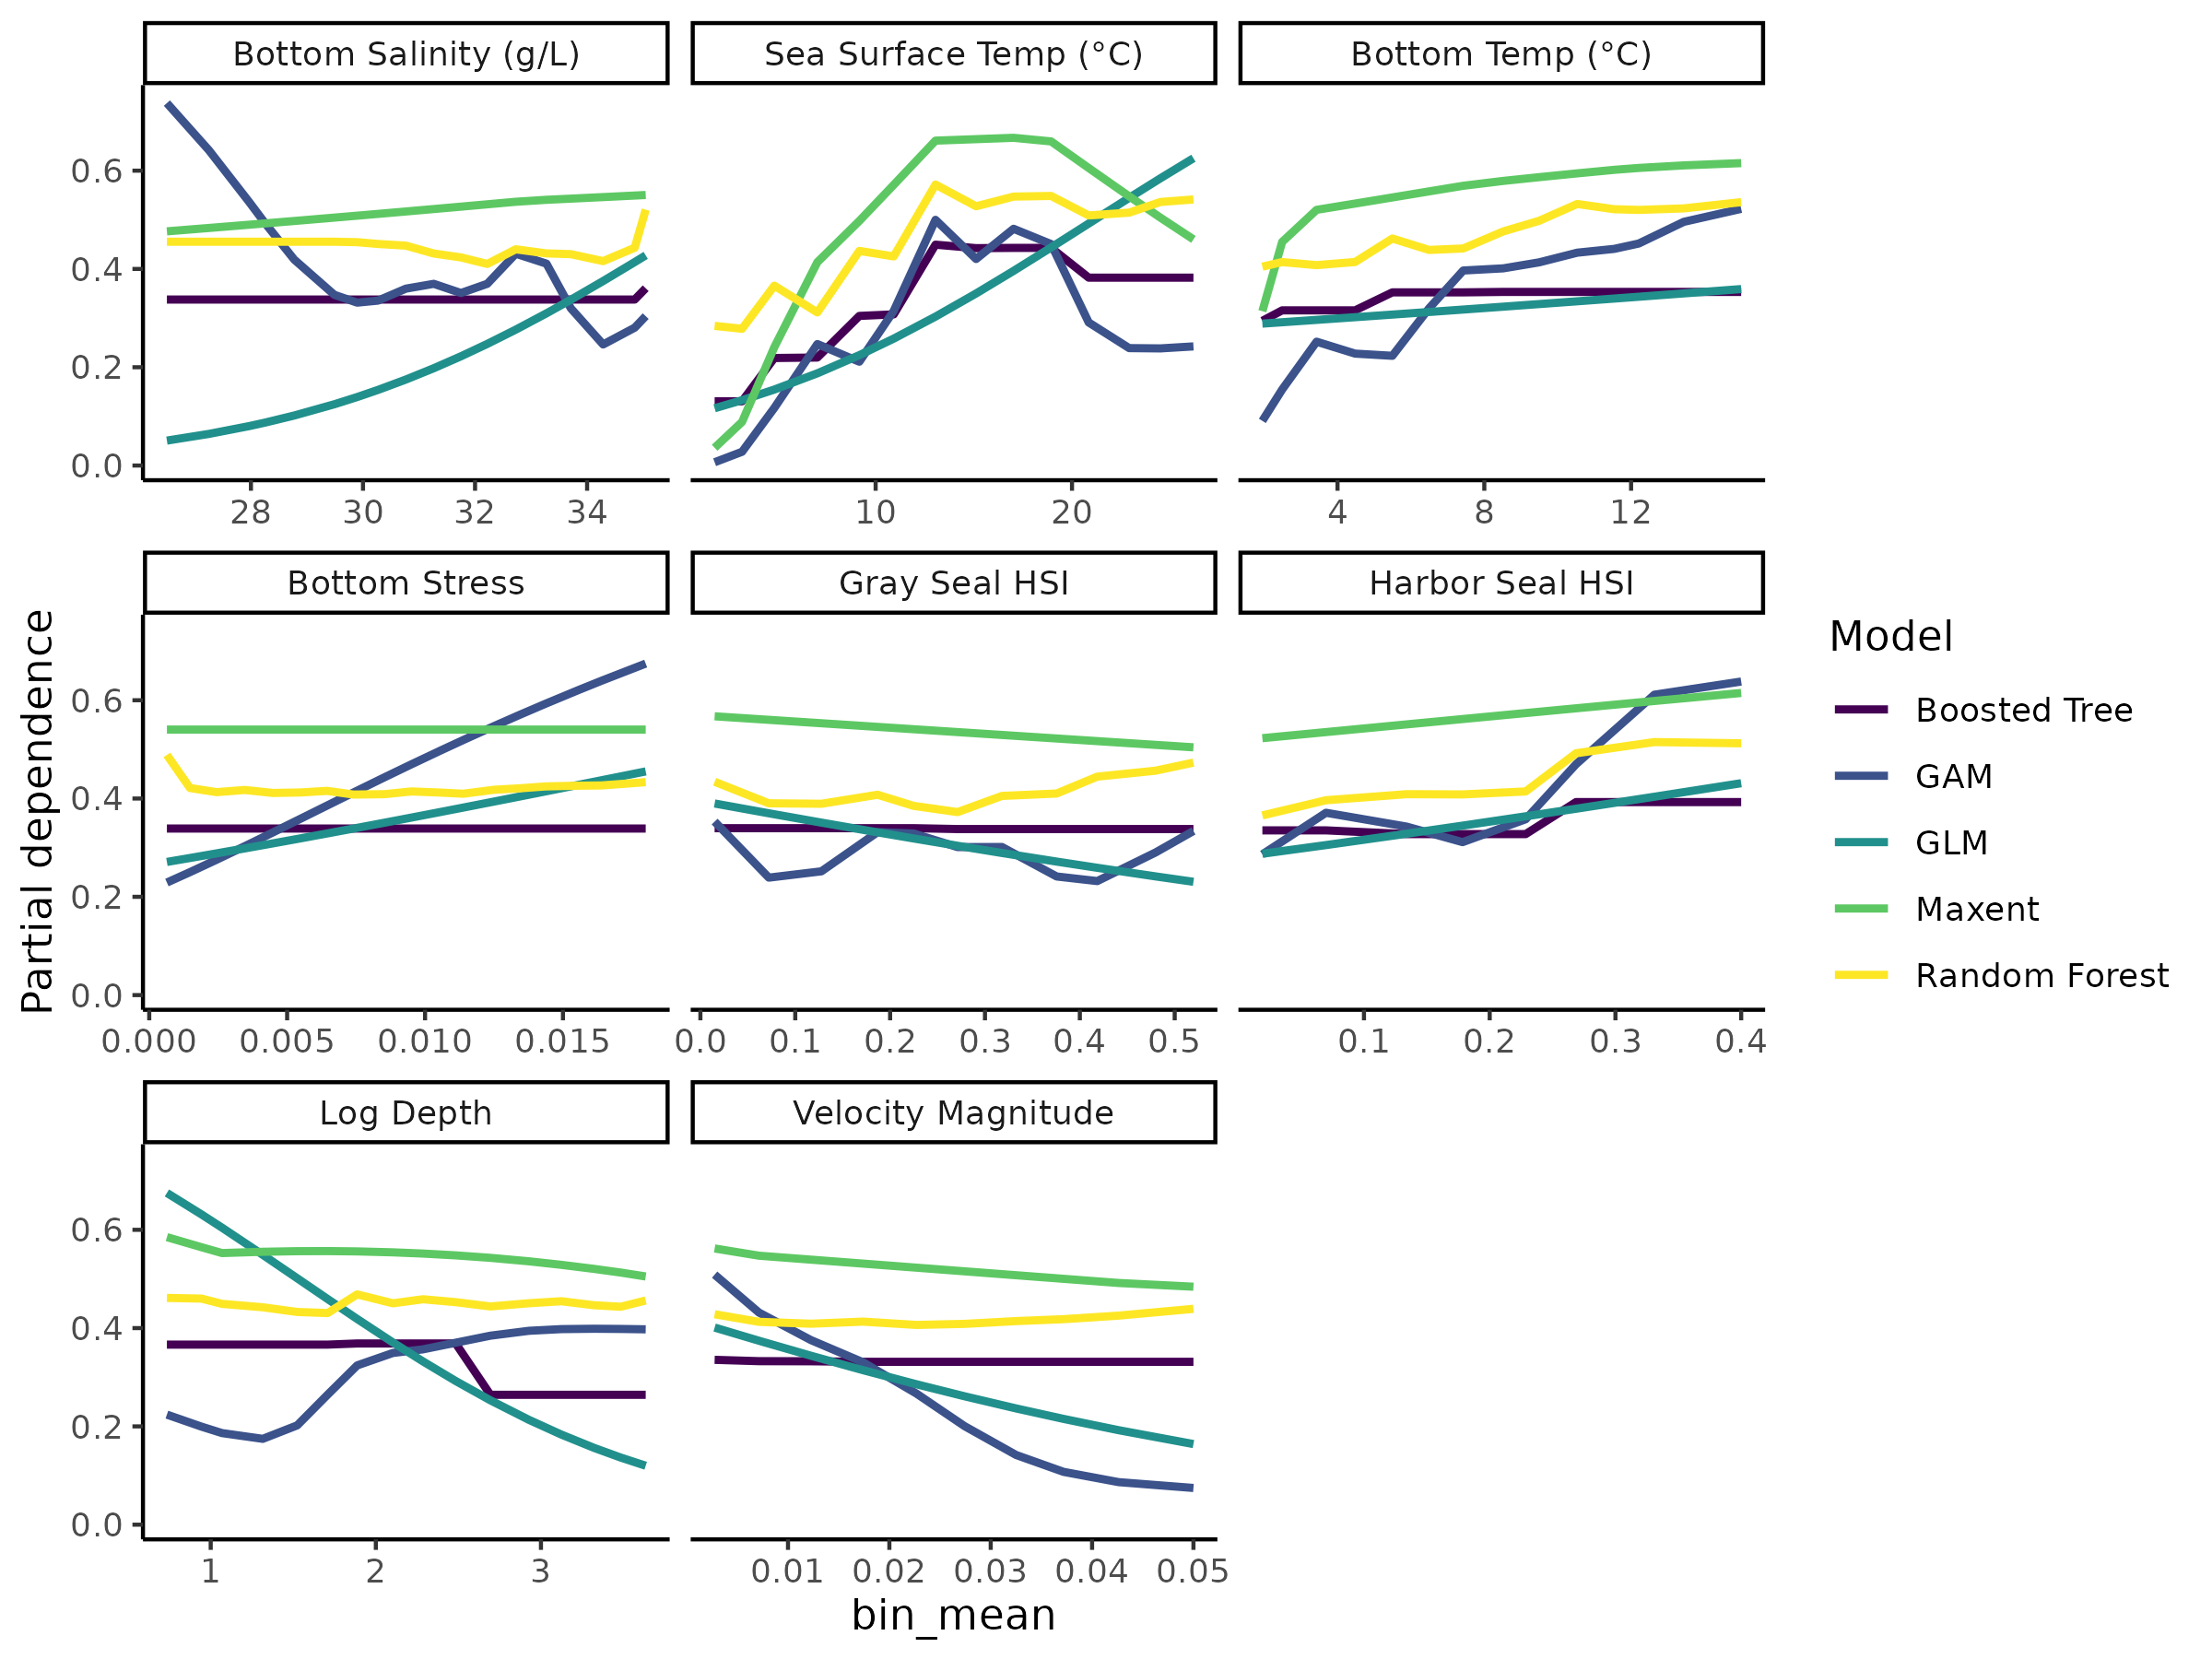 Bottom Salinity (g/L)
Sea Surface Temp (°C)
Bottom Temp (°C)
0.6
0.4
0.2
0.0
28 30 32 34
10 20
4 8 12
Bottom Stress
Gray Seal HSI
Harbor Seal HSI
0.6
0.4
0.2
0.0
0.000 0.005 0.010 0.015
0.0 0.1 0.2 0.3 0.4 0.5
0.1 0.2 0.3 0.4
Log Depth
Velocity Magnitude
0.6
0.4
0.2
0.0
1 2 3
0.01 0.02 0.03 0.04 0.05
bin_mean
Partial dependence
Model
Boosted Tree
GAM
GLM
Maxent
Random Forest